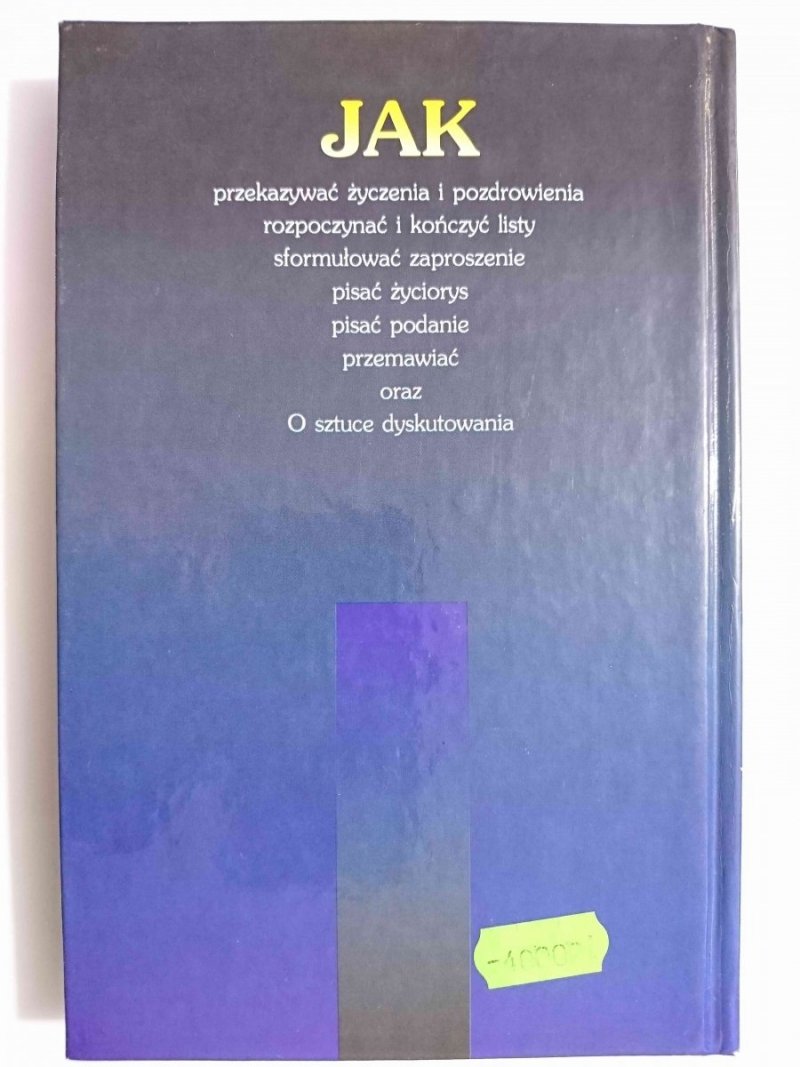 JAK
przekazywać życzenia i pozdrowienia
rozpoczynać i kończyć listy
sformułować zaproszenie
pisać życiorys
pisać podanie
przemawiać
oraz
O sztuce dyskutowania